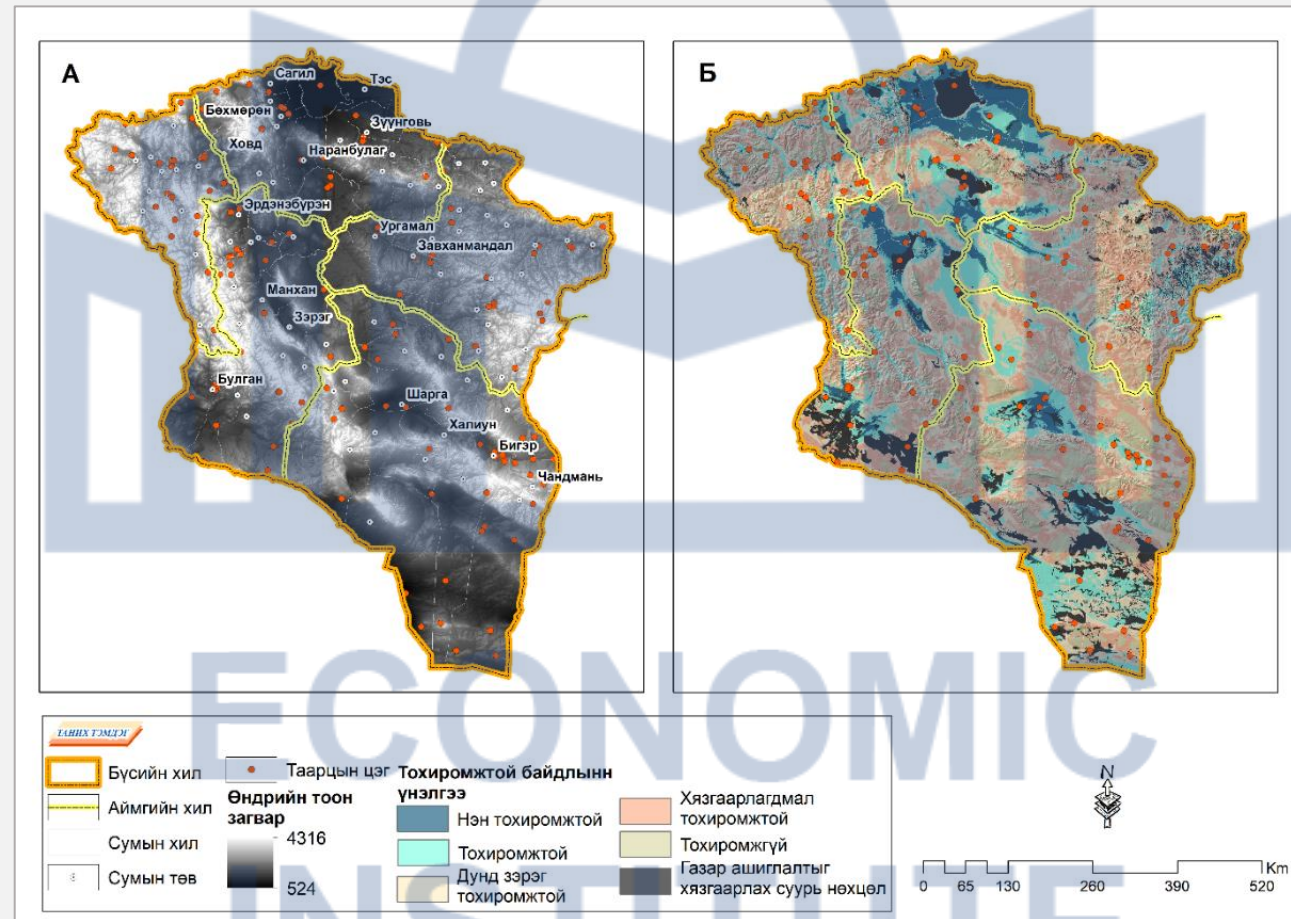 А
Сагил
Тэс
Бөхмөрөн
Зүүнговь
Ховд
Наранбулаг
Эрдэнэбүрэн
Ургамал
Завханмандал
Манхан
Зэрэг
Булган
Шарга
Халиун
Бигэр
Чандмань
Б
ECONOMIC
INSTITUTE
ТАНИХ ТЭМДЭГ
Бүсийн хил
Аймгийн хил
Сумын хил
Сумын төв
Таарцын цэг
Өндрийн тоон
загвар
4316
524
Тохиромжтой байдлынн
үнэлгээ
Нэн тохиромжтой
Тохиромжтой
Дунд зэрэг
тохиромжтой
Хязгаарлагдмал
тохиромжтой
Тохиромжгүй
Газар ашиглалтыг
хязгаарлах суурь нөхцөл
N
Km
0 65 130 260 390 520